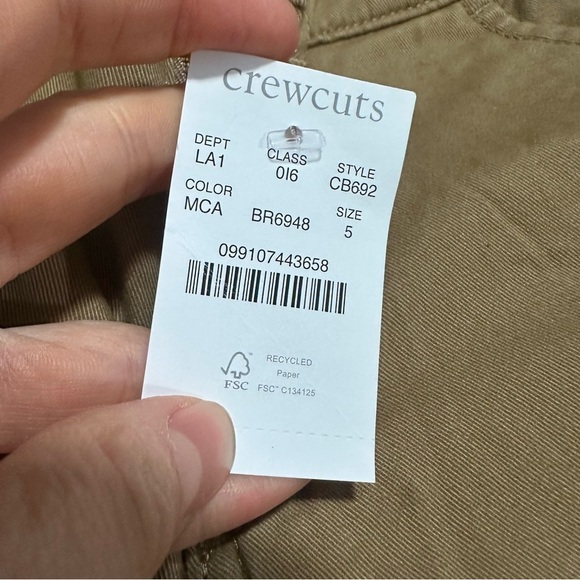 crewcuts
DEPT CLASS STYLE
LA1 0I6 CB692
COLOR SIZE
MCA BR6948 5
099107443658
RECYCLED
Paper
FSC FSC™ C134125